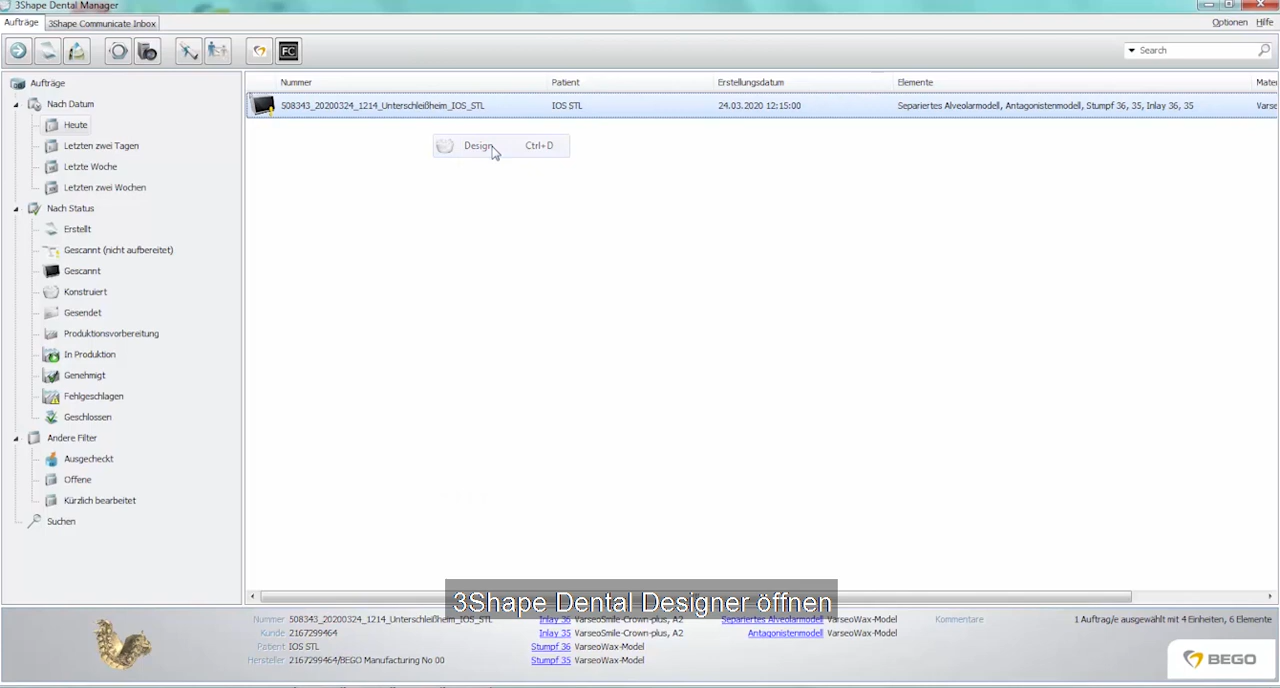 3Shape Dental Manager
Aufträge
3Shape Communicate Inbox
Optionen
Hilfe
FC
Search
Aufträge
Nach Datum
Heute
Letzten zwei Tagen
Letzte Woche
Letzten zwei Wochen
Nach Status
Erstellt
Gescannt (nicht aufbereitet)
Gescannt
Konstruiert
Gesendet
Produktionsvorbereitung
In Produktion
Genehmigt
Fehlgeschlagen
Geschlossen
Andere Filter
Ausgecheckt
Offene
Kürzlich bearbeitet
Suchen
Nummer Patient Erstellungsdatum Elemente Mater
S08343_20200324_1214_Unterschleißheim_IOS_STL IOS STL 24.03.2020 12:15:00 Separiertes Alveolarmodell, Antagonistenmodell, Stumpf 36, 35, Inlay 36, 35 Varseo
Design Ctrl+D
3Shape Dental Designer öffnen
Nummer 508343_20200324_1214_Unterschleißheim_IOS_STL
Kunde 2167299464
Patient IOS STL
Hersteller 2167299464/BEGO Manufacturing No 00
Inlay 36 VarseoSmile-Crown-plus, A2
Inlay 35 VarseoSmile-Crown-plus, A2
Stumpf 36 VarseoWax-Model
Stumpf 35 VarseoWax-Model
Separiertes Alveolarmodell VarseoWax-Model
Antagonistenmodell VarseoWax-Model
Kommentare
1 Auftrag/e ausgewählt mit 4 Einheiten, 6 Elemente
BEGO